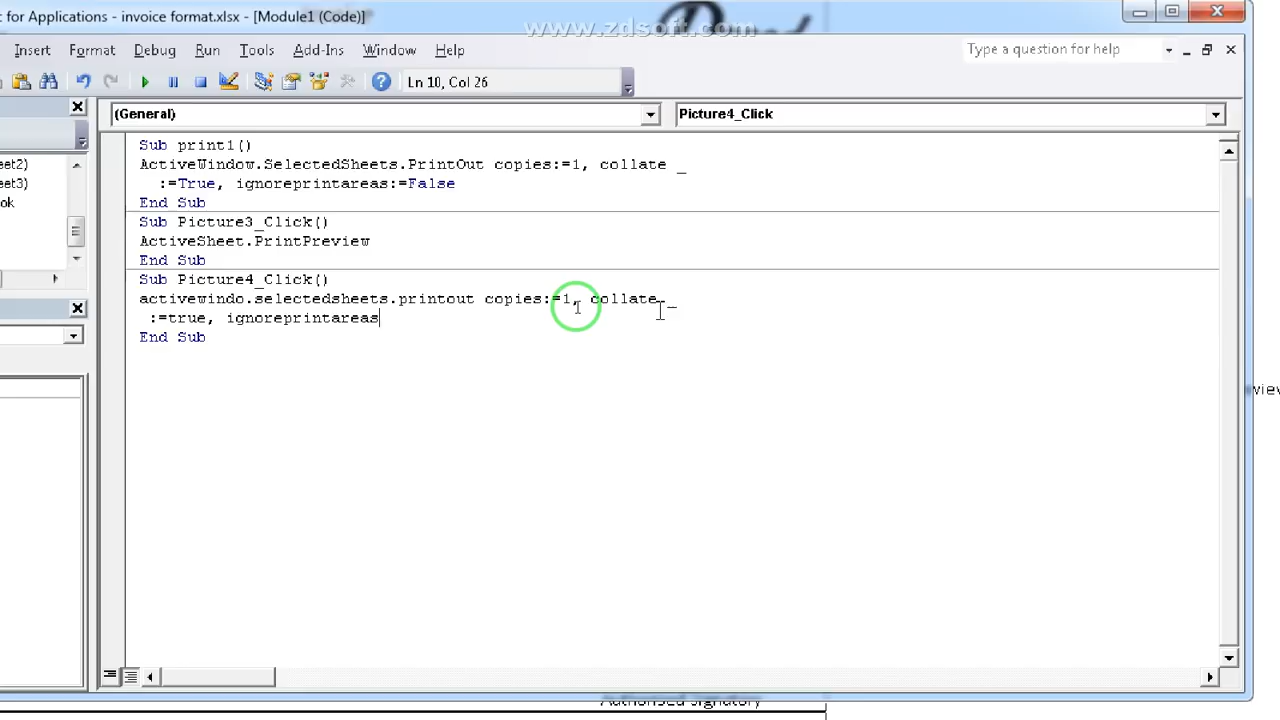 t for Applications - invoice format.xlsx - [Module1 (Code)]
www.zdsoft.com
Insert Format Debug Run Tools Add-Ins Window Help
Type a question for help
Ln 10, Col 26
(General)
Picture4_Click
Sub print1()
ActiveWindow.SelectedSheets.PrintOut copies:=1, collate _
:=True, ignoreprintareas:=False
End Sub
Sub Picture3_Click()
ActiveSheet.PrintPreview
End Sub
Sub Picture4_Click()
activewindo.selectedsheets.printout copies:=1, collate _
:=true, ignoreprintareas
End Sub
eet2)
eet3)
ok
view
Authorised Signatory